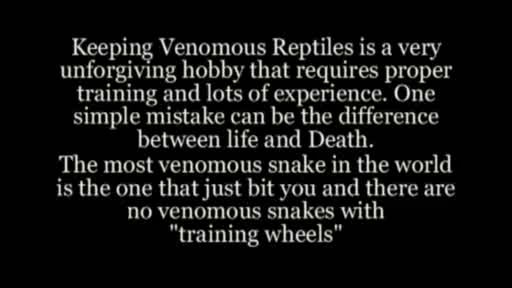 Keeping Venomous Reptiles is a very
unforgiving hobby that requires proper
training and lots of experience. One
simple mistake can be the difference
between life and Death.
The most venomous snake in the world
is the one that just bit you and there are
no venomous snakes with
"training wheels"